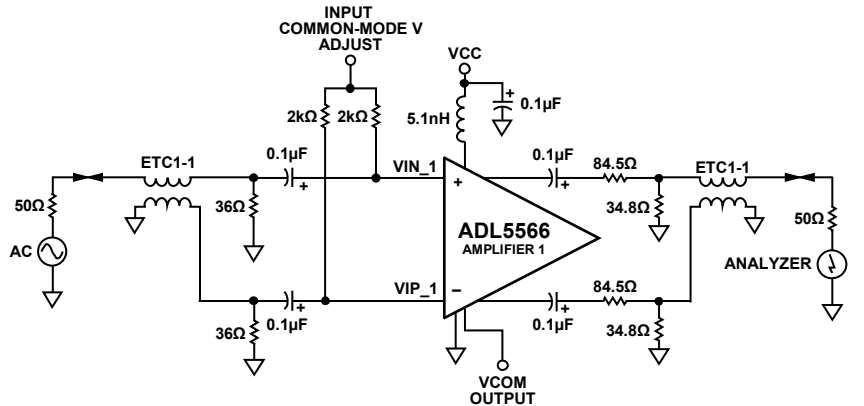 INPUT
COMMON-MODE V
ADJUST
VCC
0.1µF
5.1nH
2kΩ
2kΩ
ETC1-1
0.1µF
VIN_1
0.1µF
84.5Ω
ETC1-1
+
+
+
+
50Ω
36Ω
34.8Ω
50Ω
ADL5566
AMPLIFIER 1
AC
ANALYZER
VIP_1
–
84.5Ω
+
+
36Ω
0.1µF
0.1µF
34.8Ω
VCOM
OUTPUT